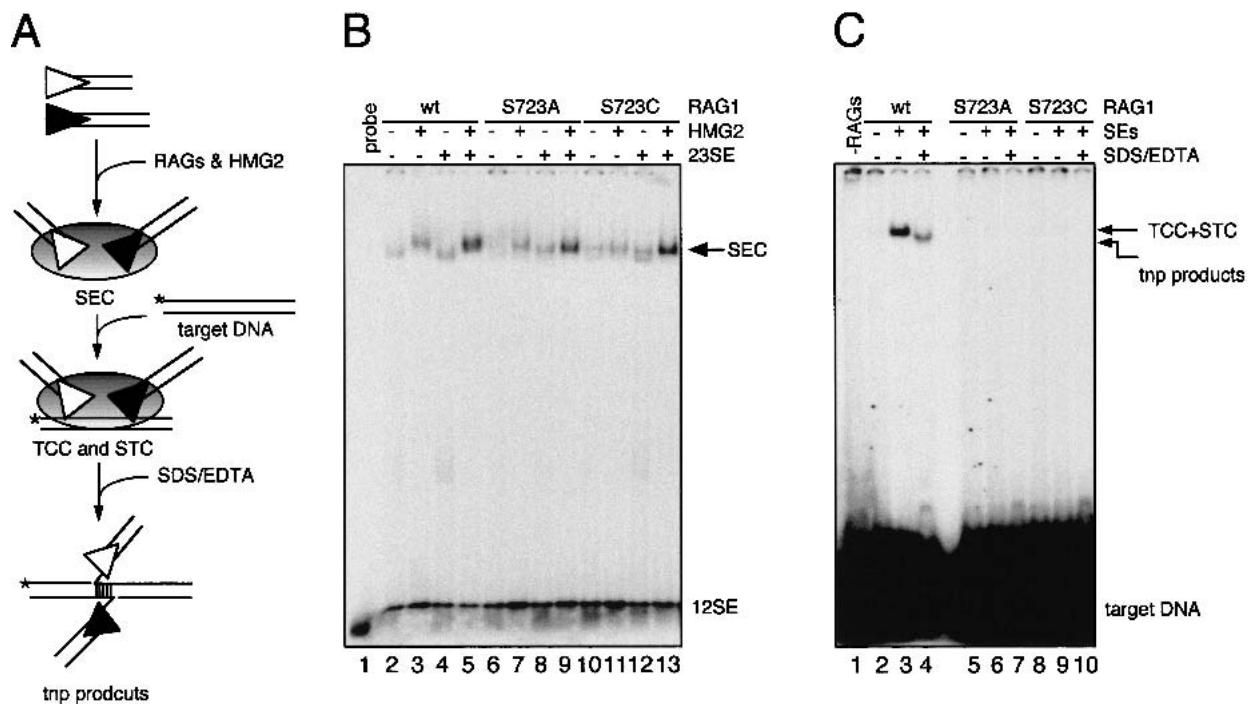 A
RAGs & HMG2
SEC
*
target DNA
*
TCC and STC
SDS/EDTA
*
tnp prodcuts
B
probe
wt S723A S723C RAG1
- + - + - + - + - + - + HMG2
- - + + - - + + - - + + 23SE
SEC
12SE
1 2 3 4 5 6 7 8 9 10 11 12 13
C
-RAGs
wt S723A S723C RAG1
- + + - + + - + + SEs
- - + - - + - - + SDS/EDTA
TCC+STC
tnp products
target DNA
1 2 3 4 5 6 7 8 9 10